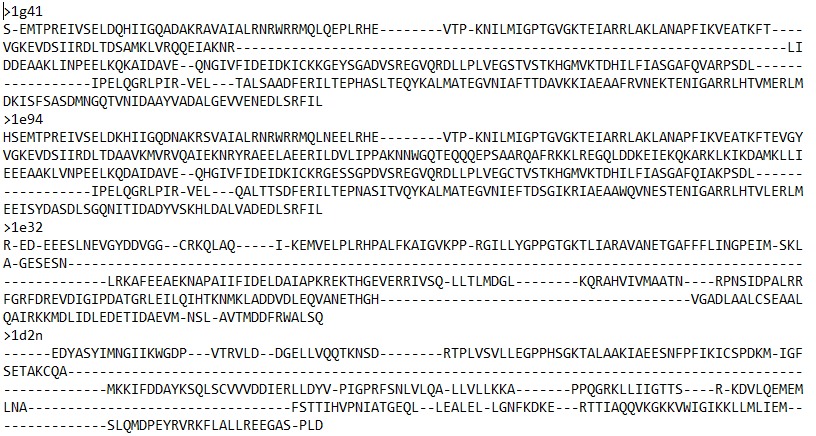 >1g41
S-EMTPREIVSELDQHIIGQADAKRAVAIALRNRWRRMQLQEPLRHE--------VTP-KNILMIGPTGVGKTEIARRLAKLANAPFIKVEATKFT----
VGKEVDSIIRDLTDSAMKLVRQQEIAKNR---------------------------------------------------------------------LI
DDEAAKLINPEELKQKAIDAVE--QNGIVFIDEIDKICKKGEYSGADVSREGVQRDLLPLVEGSTVSTKHGMVKTDHILFIASGAFQVARPSDL------
-----------IPELQGRLPIR-VEL---TALSAADFERILTEPHASLTEQYKALMATEGVNIAFTTDAVKKIAEAAFRVNEKTENIGARRLHTVMERLM
DKISFSASDMNGQTVNIDAAYVADALGEVVENEDLSRFIL
>1e94
HSEMTPREIVSELDKHIIGQDNAKRSVAIALRNRWRRMQLNEELRHE--------VTP-KNILMIGPTGVGKTEIARRLAKLANAPFIKVEATKFTEVGY
VGKEVDSIIRDLTDAAVKMVRVQAIEKNRYRAEELAEERILDVLIPPAKNNWGQTEQQQEPSAARQAFRKKLREGQLDDKEIEKQKARKLKIKDAMKLLI
EEEAAKLVNPEELKQDAIDAVE--QHGIVFIDEIDKICKRGESSGPDVSREGVQRDLLPLVEGCTVSTKHGMVKTDHILFIASGAFQIAKPSDL------
-----------IPELQGRLPIR-VEL---QALTTSDFERILTEPNASITVQYKALMATEGVNIEFTDSGIKRIAEAAWQVNESTENIGARRLHTVLERLM
EEISYDASDLSGQNITIDADYVSKHLDALVADEDLSRFIL
>1e32
R-ED-EEESLNEVGYDDVGG--CRKQLAQ-----I-KEMVELPLRHPALFKAIGVKPP-RGILLYGPPGTGKTLIARAVANETGAFFFLINGPEIM-SKL
A-GESESN--------------------------------------------------------------------------------------------
-------------LRKAFEEAEKNAPAIIFIDELDAIAPKREKTHGEVERRIVSQ-LLTLMDGL--------KQRAHVIVMAATN----RPNSIDPALRR
FGRFDREVDIGIPDATGRLEILQIHTKNMKLADDVDLEQVANETHGH---------------------------------------VGADLAALCSEAAL
QAIRKKMDLIDLEDETIDAEVM-NSL-AVTMDDFRWALSQ
>1d2n
------EDYASYIMNGIIKWGDP---VTRVLD--DGELLVQQTKNSD--------RTPLVSVLLEGPPHSGKTALAAKIAEESNFPFIKICSPDKM-IGF
SETAKCQA--------------------------------------------------------------------------------------------
-------------MKKIFDDAYKSQLSCVVVDDIERLLDYV-PIGPRFSNLVLQA-LLVLLKKA-------PPQGRKLLIIGTTS----R-KDVLQEMEM
LNA---------------------------------FSTTIHVPNIATGEQL--LEALEL-LGNFKDKE---RTTIAQQVKGKKVWIGIKKLLMLIEM--
-------------SLQMDPEYRVRKFLALLREEGAS-PLD